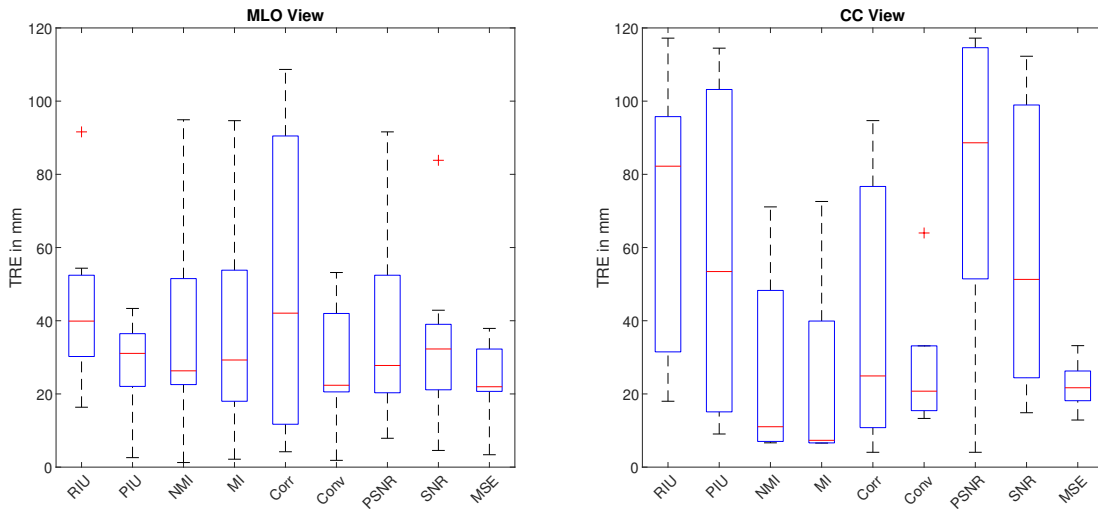 MLO View
120
100
80
60
40
20
0
TRE in mm
RIU PIU NMI MI Corr Conv PSNR SNR MSE
CC View
120
100
80
60
40
20
0
TRE in mm
RIU PIU NMI MI Corr Conv PSNR SNR MSE